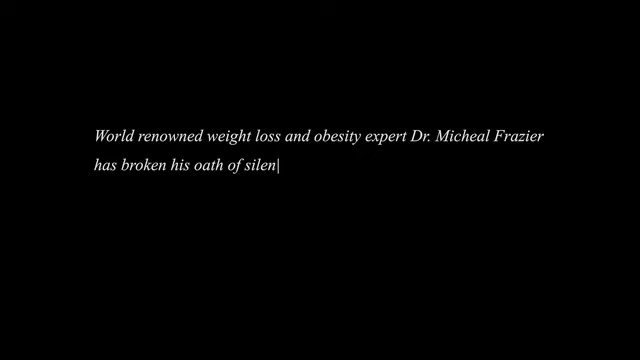 World renowned weight loss and obesity expert Dr. Micheal Frazier
has broken his oath of silen|